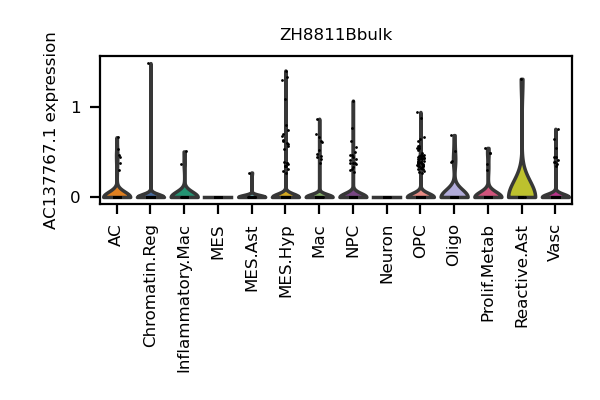 ZH8811Bbulk
AC137767.1 expression
1
0
AC
Chromatin.Reg
Inflammatory.Mac
MES
MES.Ast
MES.Hyp
Mac
NPC
Neuron
OPC
Oligo
Prolif.Metab
Reactive.Ast
Vasc